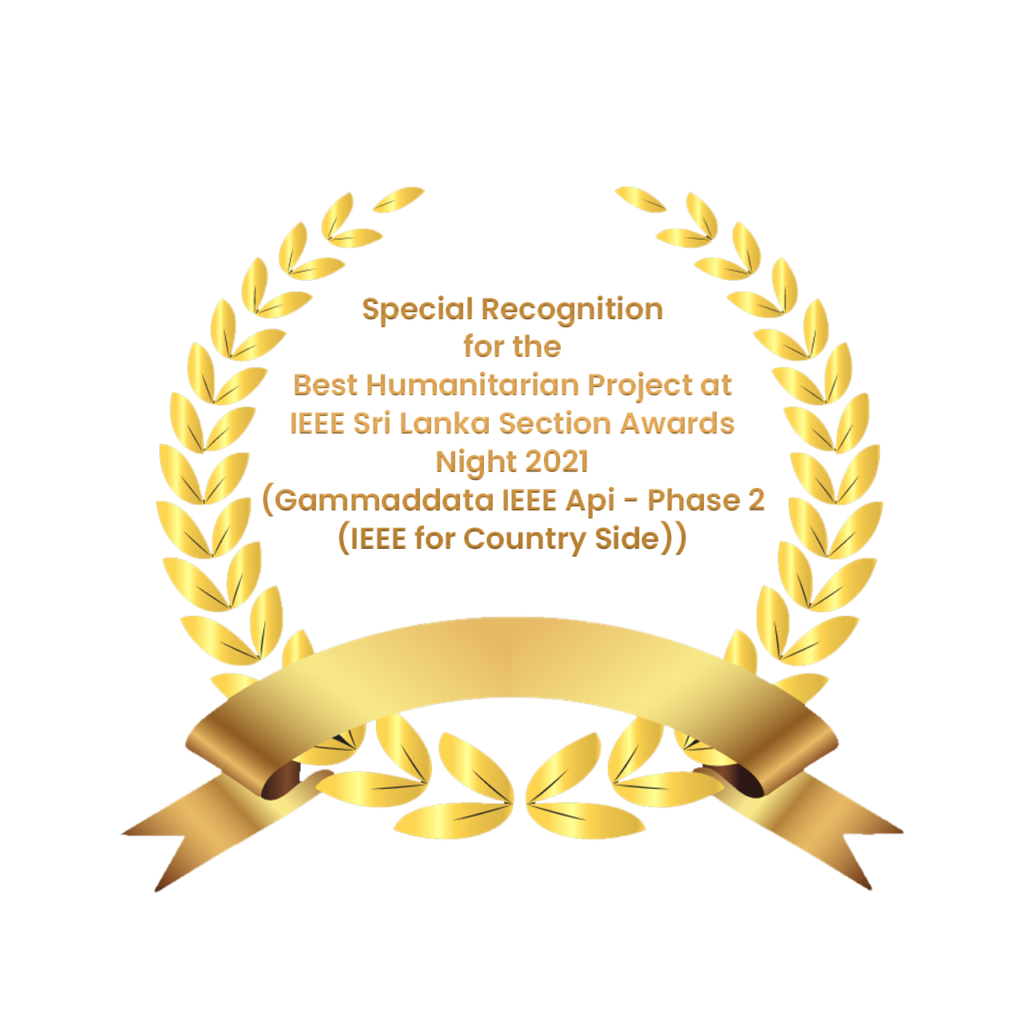 Special Recognition
for the
Best Humanitarian Project at
IEEE Sri Lanka Section Awards
Night 2021
(Gammaddata IEEE Api - Phase 2
(IEEE for Country Side))